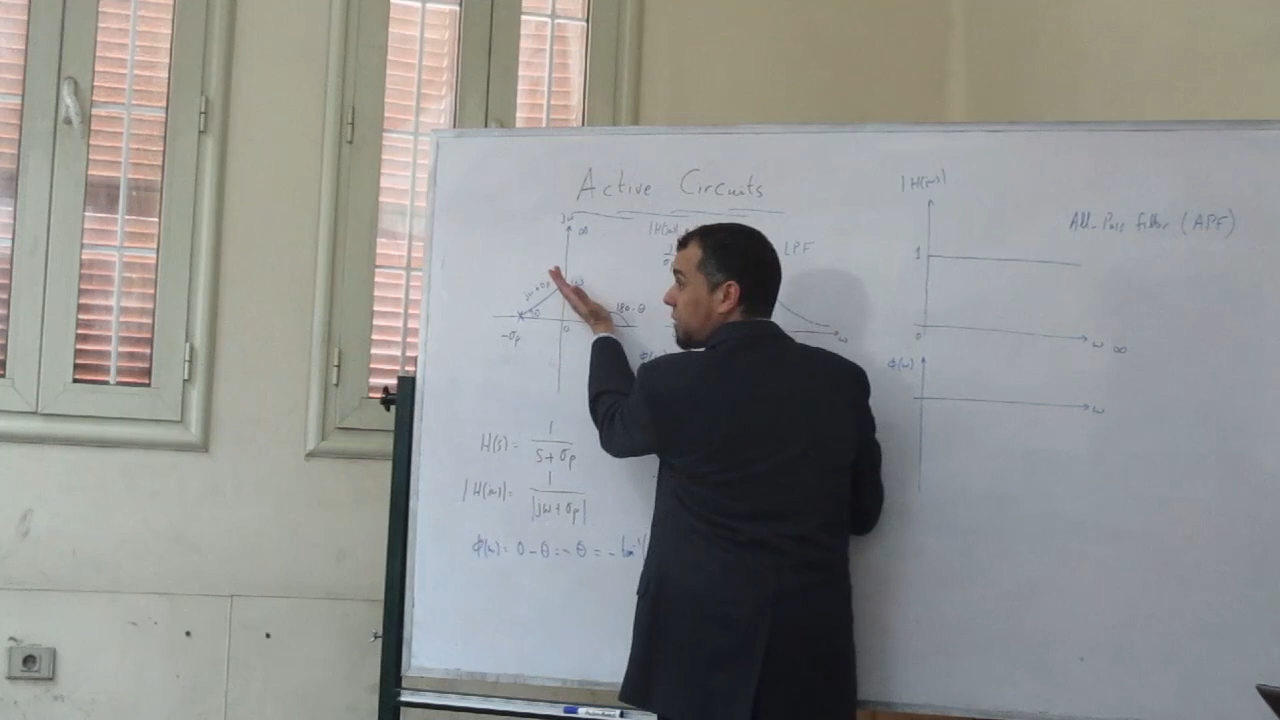 Active Circuits
jω
∞
jω+σp
jω
θ
180-θ
-σp
0
H(s) = 1 / (s + σp)
|H(ω)| = 1 / |jω + σp|
Φ(ω) = 0 - θ = - θ = - tan⁻¹(
|H(ω)|
LPF
ω
|H(ω)|
1
0
ω ∞
Φ(ω)
ω
All-Pass filter (APF)